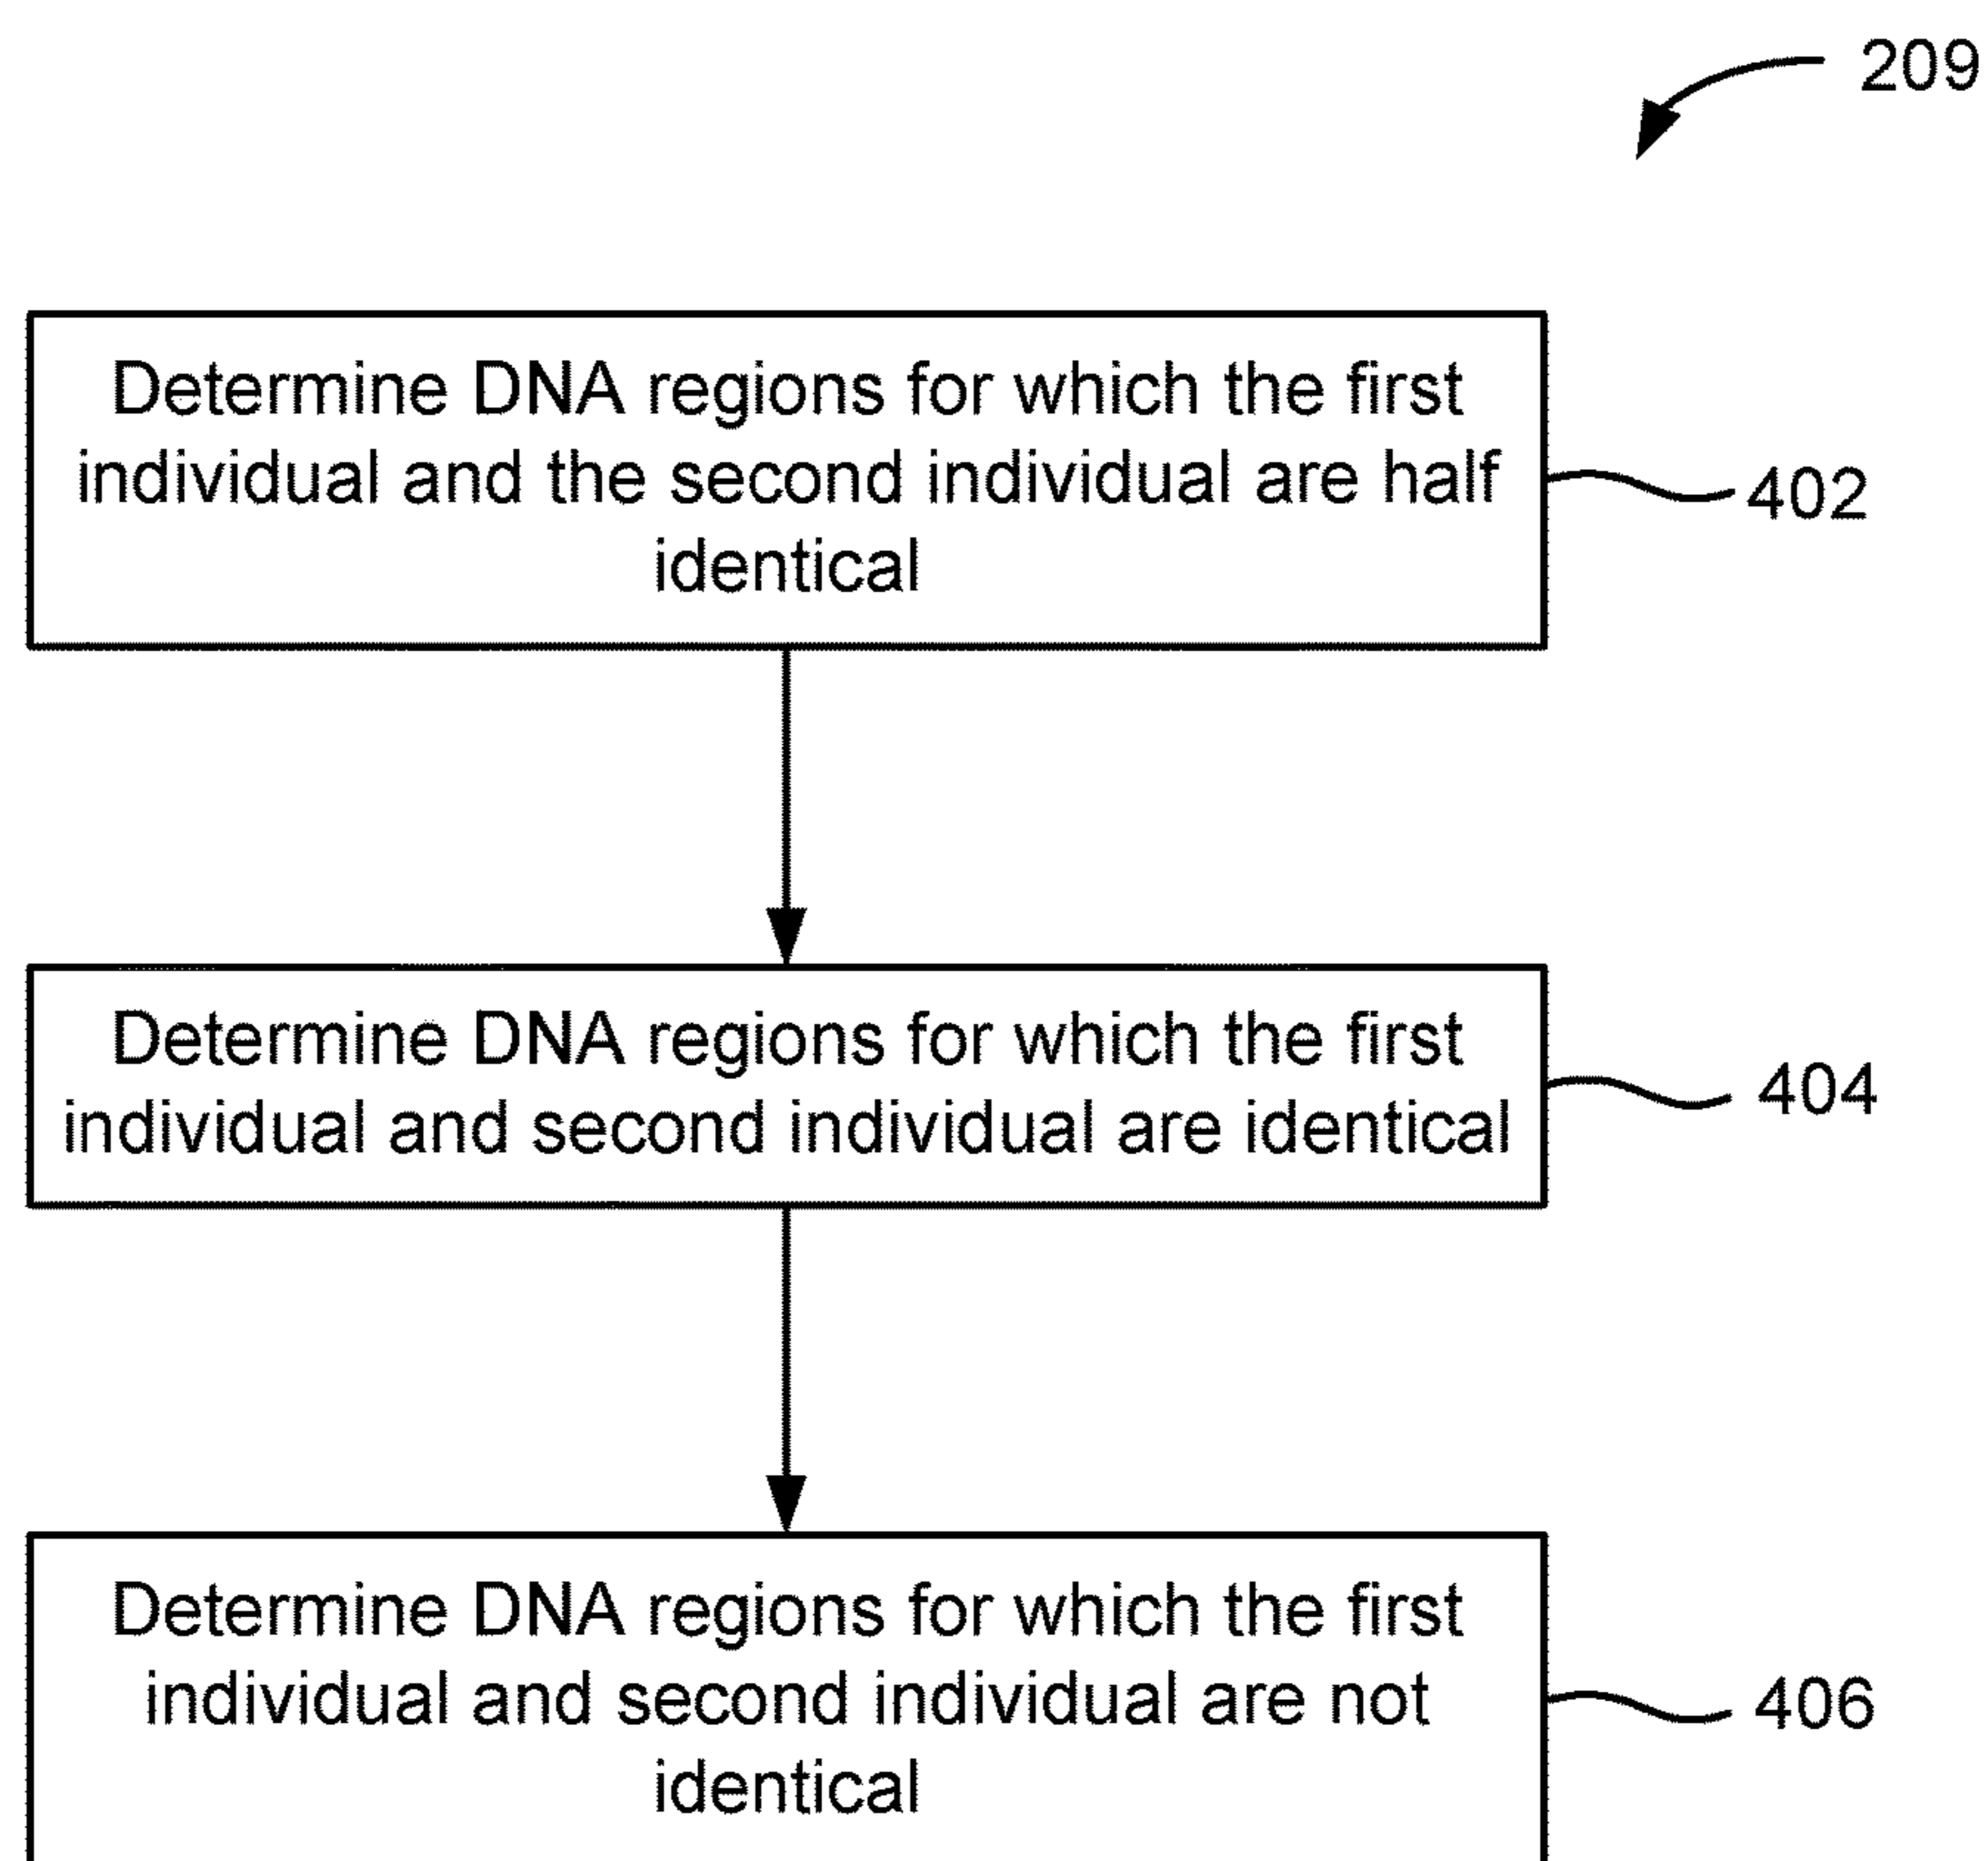 209
Determine DNA regions for which the first
individual and the second individual are half
identical
402
Determine DNA regions for which the first
individual and second individual are identical
404
Determine DNA regions for which the first
individual and second individual are not
identical
406